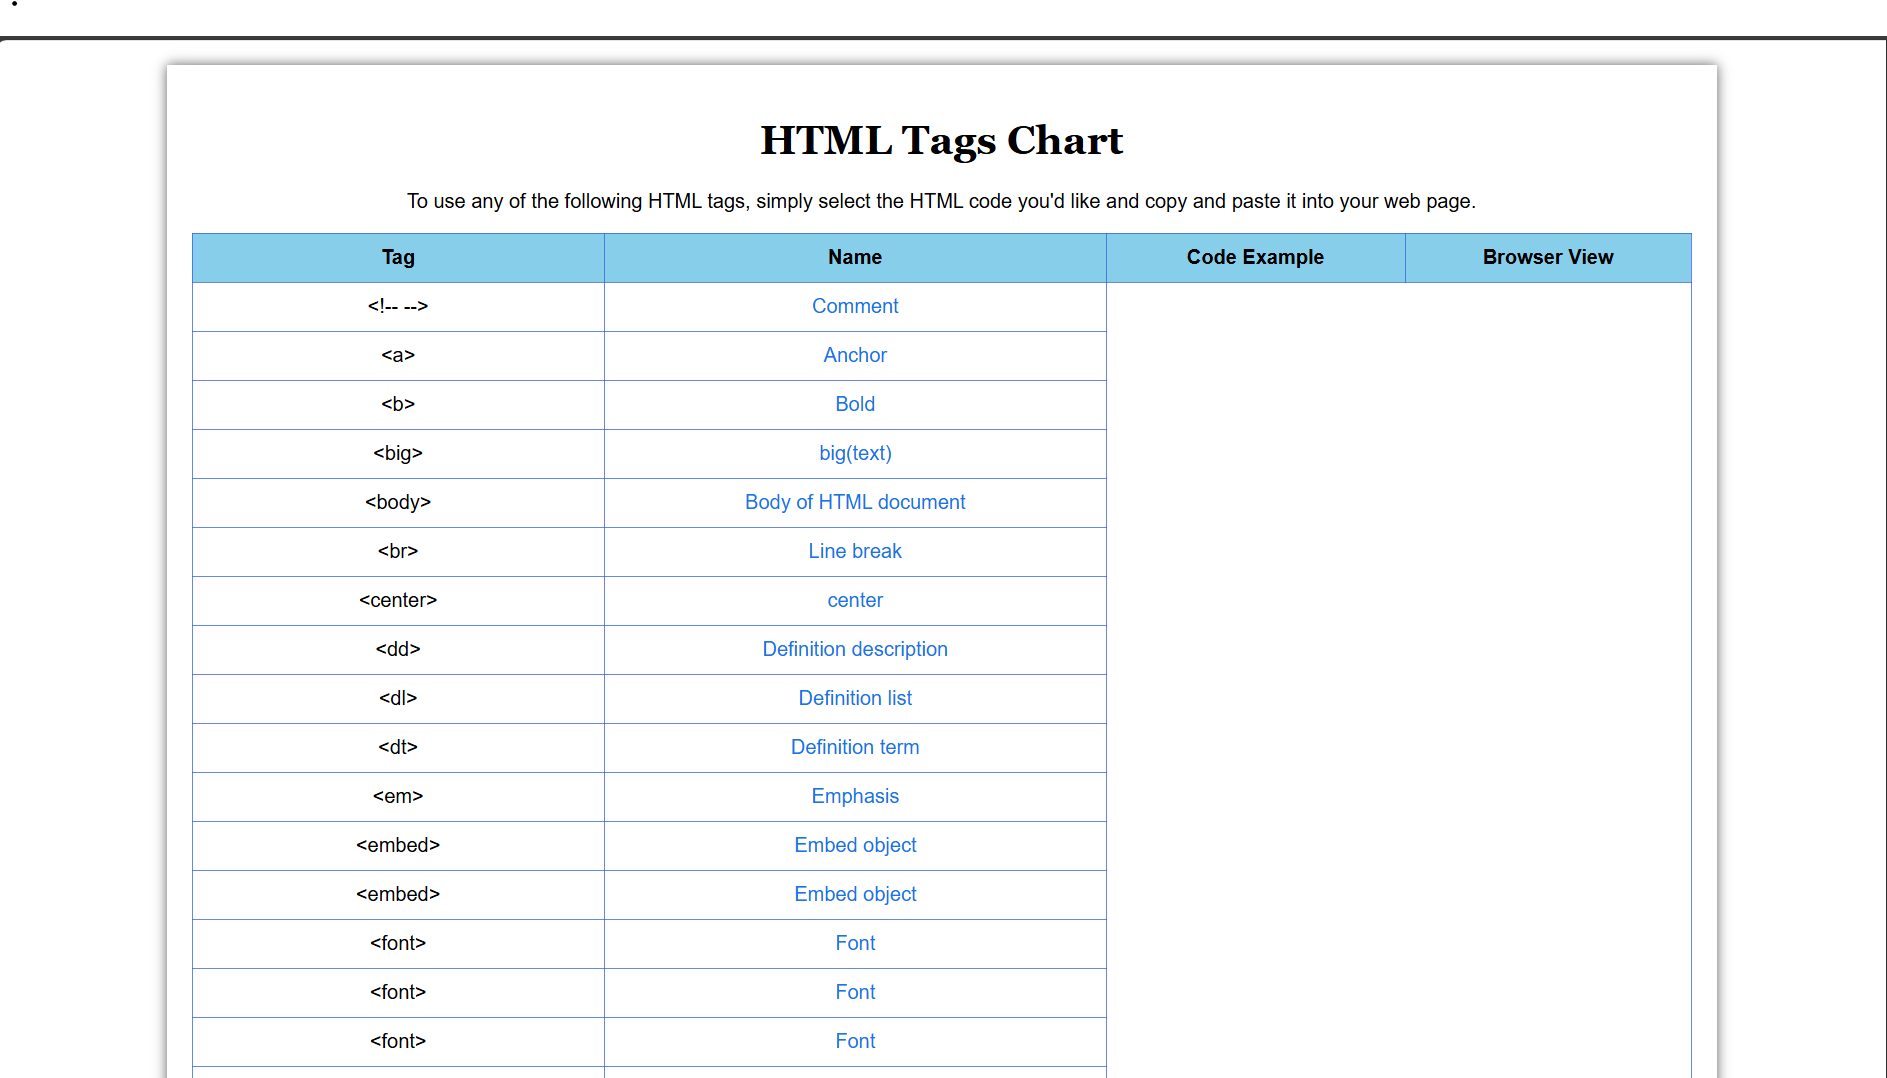 HTML Tags Chart
To use any of the following HTML tags, simply select the HTML code you'd like and copy and paste it into your web page.
Tag Name Code Example Browser View
<!-- --> Comment
<a> Anchor
<b> Bold
<big> big(text)
<body> Body of HTML document
<br> Line break
<center> center
<dd> Definition description
<dl> Definition list
<dt> Definition term
<em> Emphasis
<embed> Embed object
<embed> Embed object
<font> Font
<font> Font
<font> Font